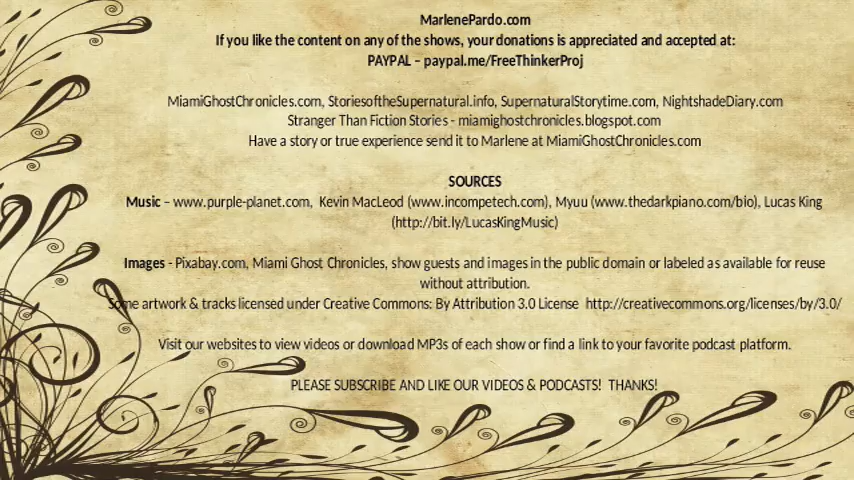 MarlenePardo.com
If you like the content on any of the shows, your donations is appreciated and accepted at:
PAYPAL – paypal.me/FreeThinkerProj
MiamiGhostChronicles.com, StoriesoftheSupernatural.info, SupernaturalStorytime.com, NightshadeDiary.com
Stranger Than Fiction Stories - miamighostchronicles.blogspot.com
Have a story or true experience send it to Marlene at MiamiGhostChronicles.com
SOURCES
Music – www.purple-planet.com, Kevin MacLeod (www.incompetech.com), Myuu (www.thedarkpiano.com/bio), Lucas King
(http://bit.ly/LucasKingMusic)
Images - Pixabay.com, Miami Ghost Chronicles, show guests and images in the public domain or labeled as available for reuse
without attribution.
Some artwork & tracks licensed under Creative Commons: By Attribution 3.0 License http://creativecommons.org/licenses/by/3.0/
Visit our websites to view videos or download MP3s of each show or find a link to your favorite podcast platform.
PLEASE SUBSCRIBE AND LIKE OUR VIDEOS & PODCASTS! THANKS!